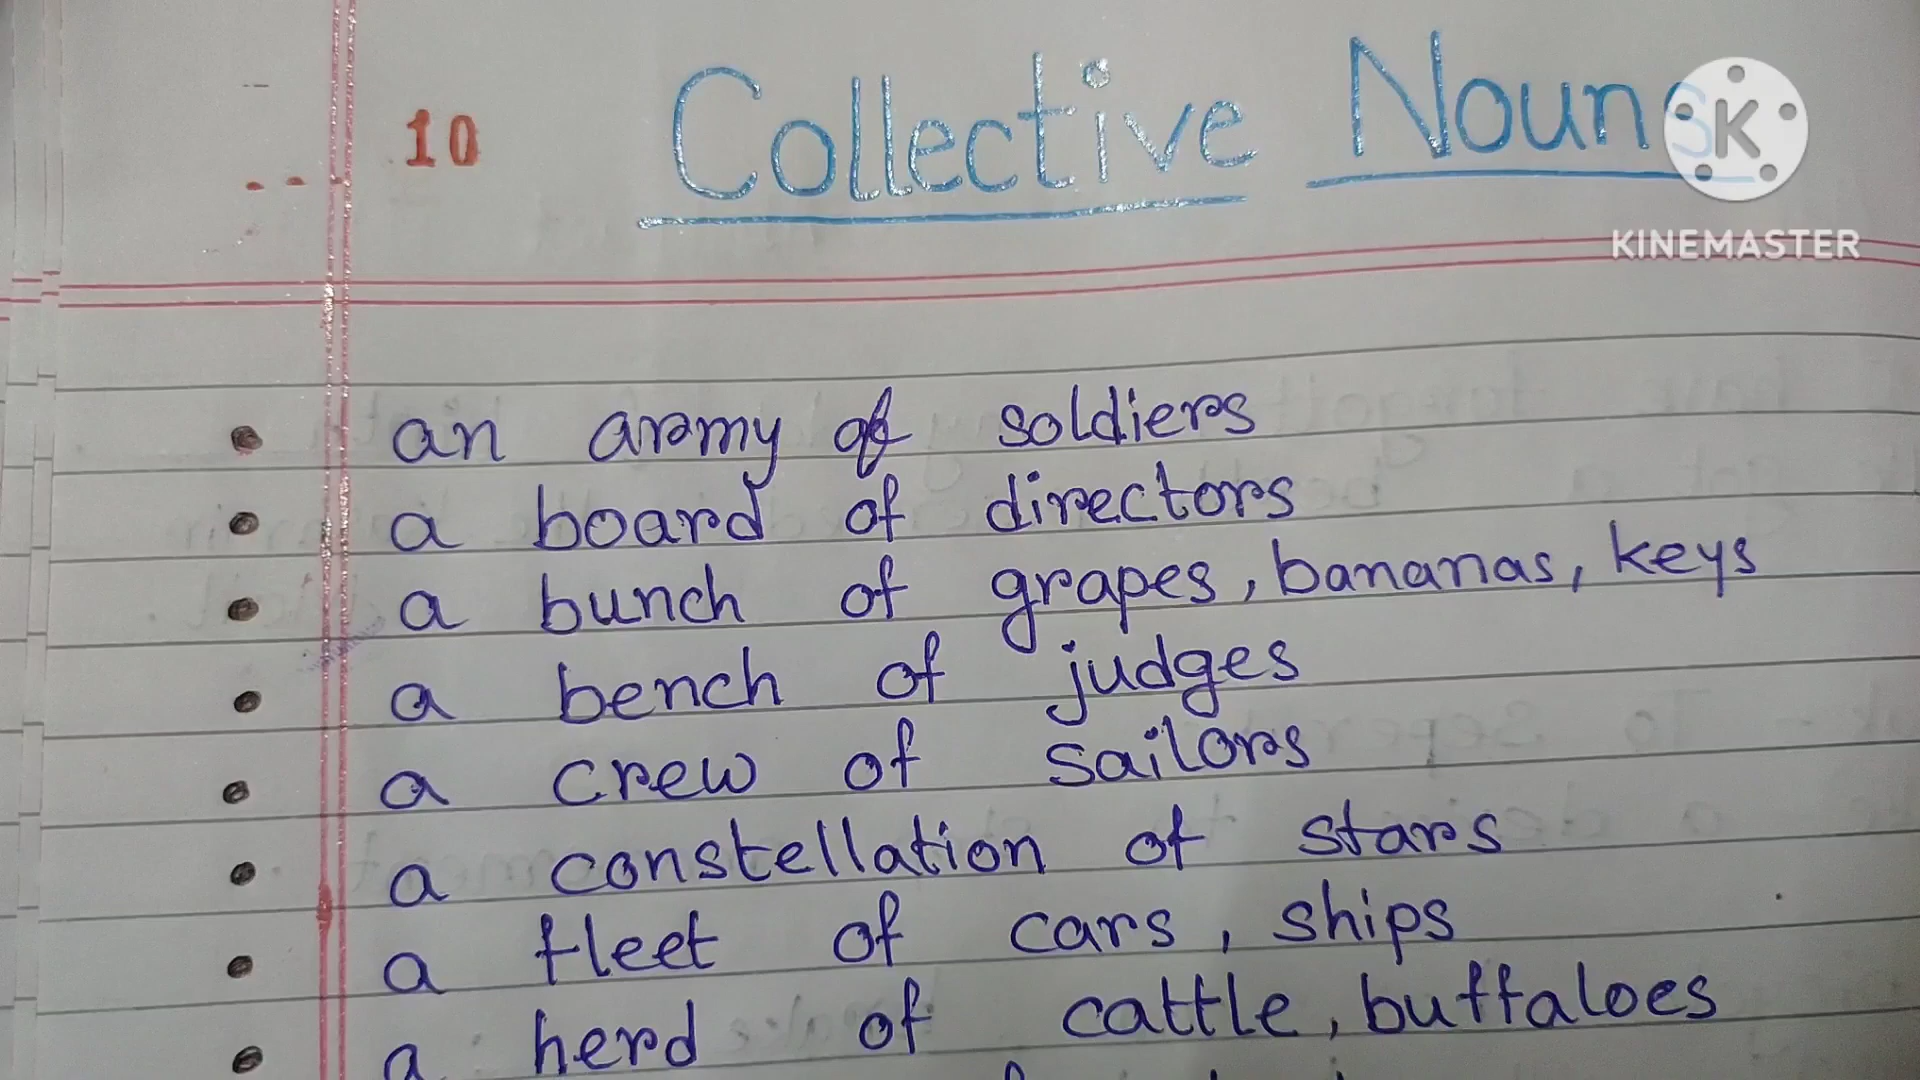 10 Collective Nouns
K
KINEMASTER
an army of soldiers
a board of directors
a bunch of grapes, bananas, keys
a bench of judges
a crew of sailors
a constellation of stars
a fleet of cars, ships
a herd of cattle, buffaloes